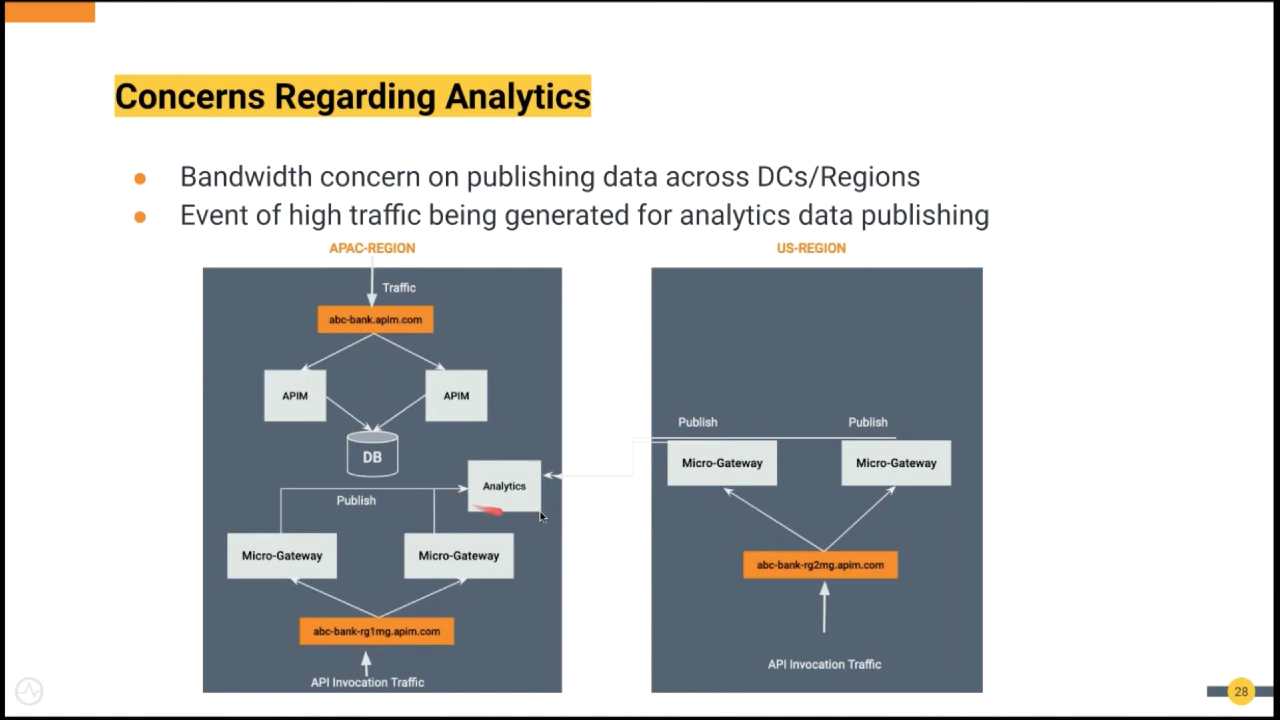 Concerns Regarding Analytics
● Bandwidth concern on publishing data across DCs/Regions
● Event of high traffic being generated for analytics data publishing
APAC-REGION
Traffic
abc-bank.apim.com
APIM
APIM
DB
Analytics
Publish
Micro-Gateway
Micro-Gateway
abc-bank-rg1mg.apim.com
API Invocation Traffic
US-REGION
Publish
Publish
Micro-Gateway
Micro-Gateway
abc-bank-rg2mg.apim.com
API Invocation Traffic
28